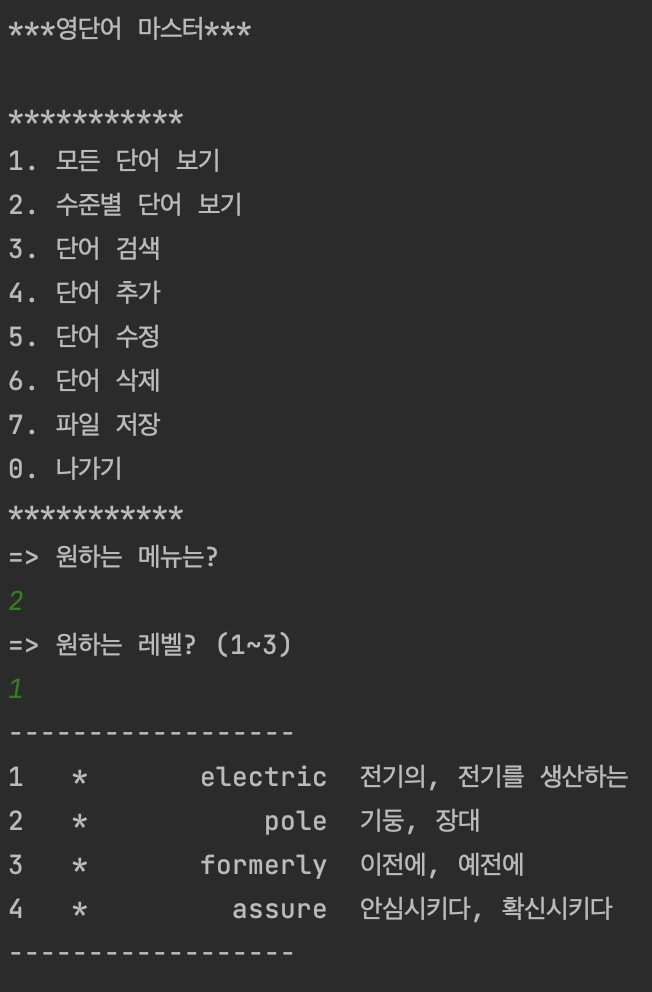 ***영단어 마스터***
***********
1. 모든 단어 보기
2. 수준별 단어 보기
3. 단어 검색
4. 단어 추가
5. 단어 수정
6. 단어 삭제
7. 파일 저장
0. 나가기
***********
=> 원하는 메뉴는?
2
=> 원하는 레벨? (1~3)
1
------------------
1 * electric 전기의, 전기를 생산하는
2 * pole 기둥, 장대
3 * formerly 이전에, 예전에
4 * assure 안심시키다, 확신시키다
------------------